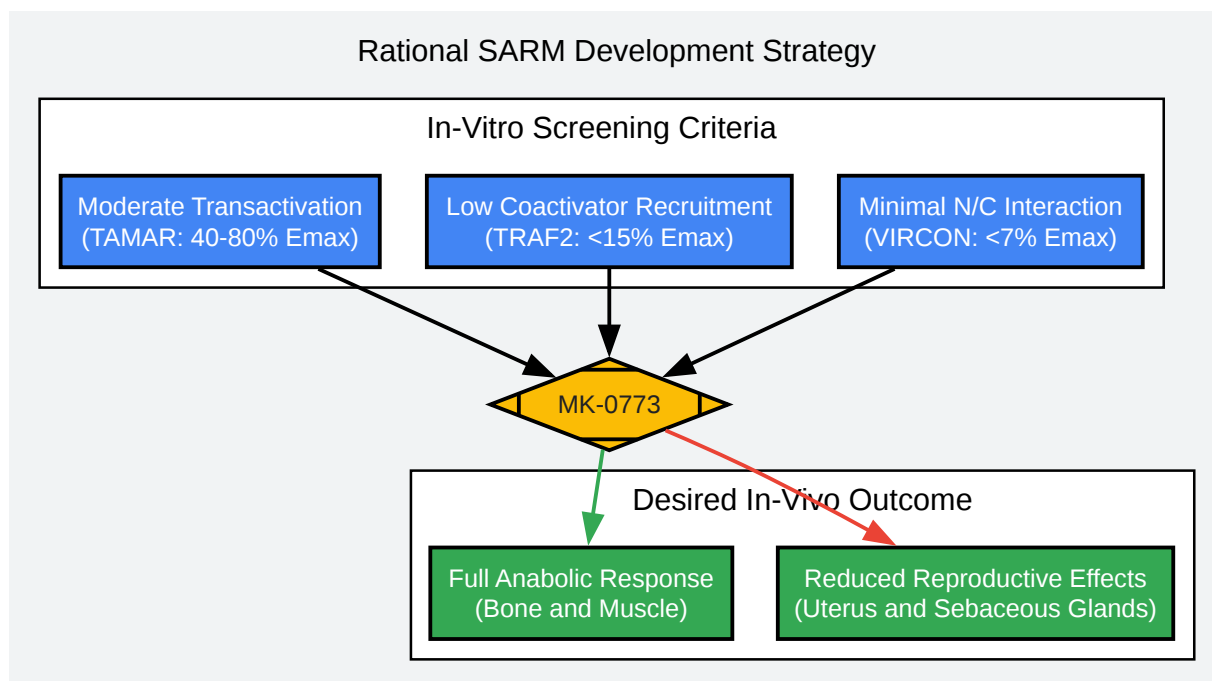 Rational SARM Development Strategy
In-Vitro Screening Criteria
Moderate Transactivation
(TAMAR: 40-80% Emax)
Low Coactivator Recruitment
(TRAF2: <15% Emax)
Minimal N/C Interaction
(VIRCON: <7% Emax)
MK-0773
Desired In-Vivo Outcome
Full Anabolic Response
(Bone and Muscle)
Reduced Reproductive Effects
(Uterus and Sebaceous Glands)